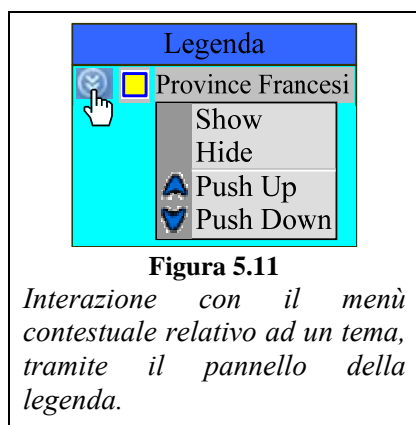 Legenda
Province Francesi
Show
Hide
Push Up
Push Down
Figura 5.11
Interazione con il menù
contestuale relativo ad un tema,
tramite il pannello della
legenda.